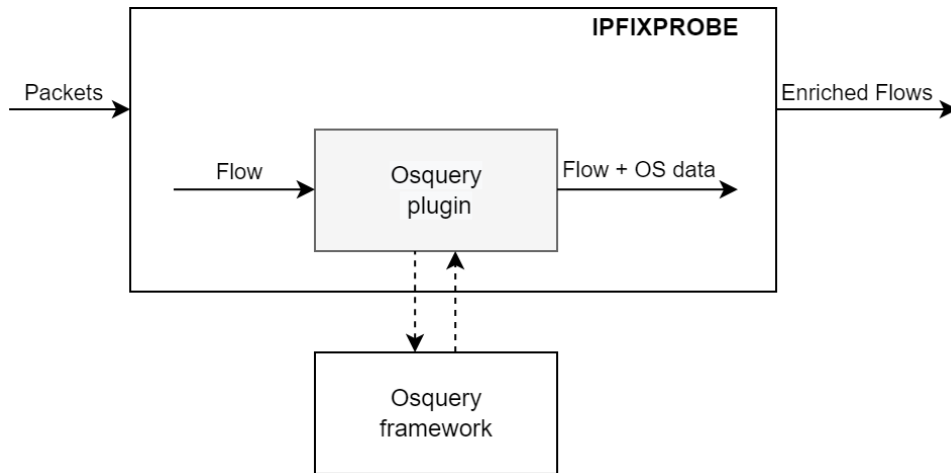 IPFIXPROBE
Packets
Enriched Flows
Flow
Osquery
plugin
Flow + OS data
Osquery
framework